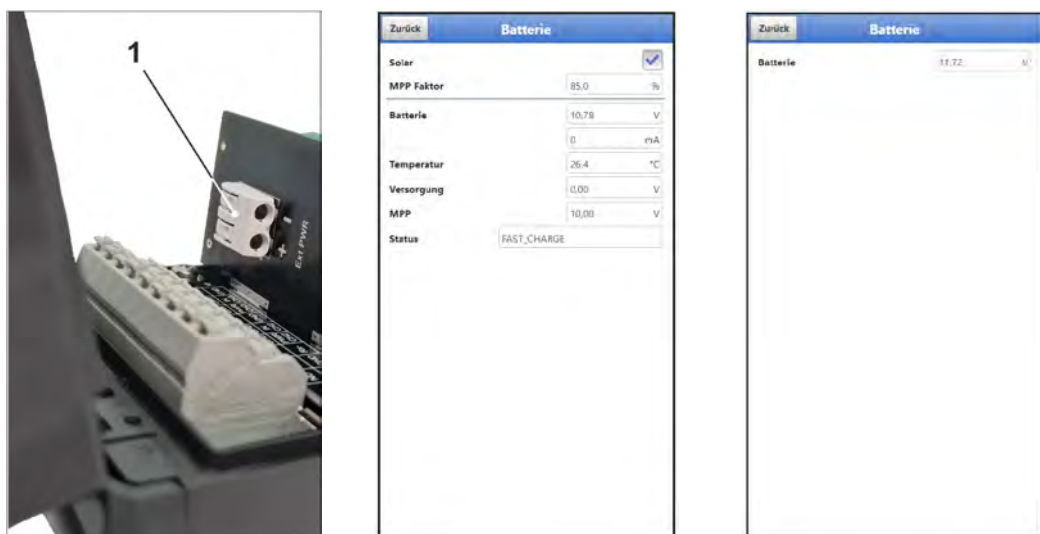 1
- +
Ext PWR
Zurück Batterie
Solar
MPP Faktor 85,0 %
Batterie 10,78 V
0 mA
Temperatur 26,4 °C
Versorgung 0,00 V
MPP 10,00 V
Status FAST_CHARGE
Zurück Batterie
Batterie 11,72 V